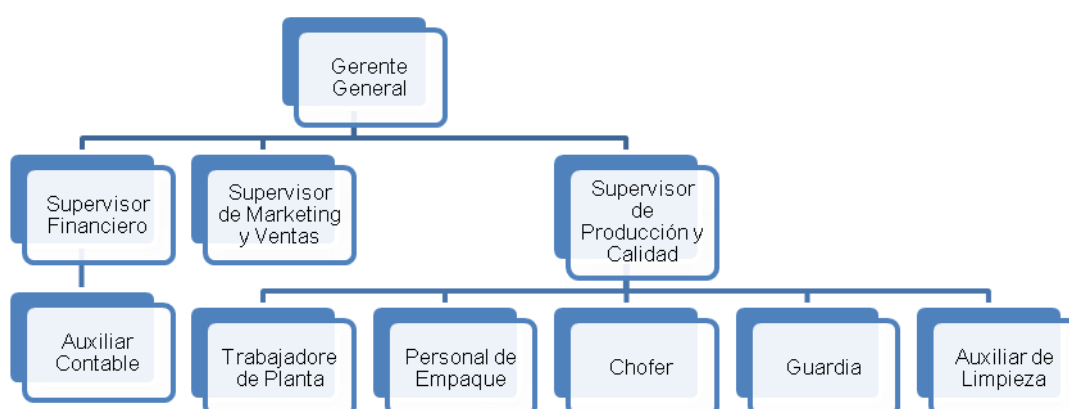 Gerente
General
Supervisor
Financiero
Supervisor
de Marketing
y Ventas
Supervisor
de
Producción y
Calidad
Auxiliar
Contable
Trabajadore
de Planta
Personal de
Empaque
Chofer
Guardia
Auxiliar de
Limpieza